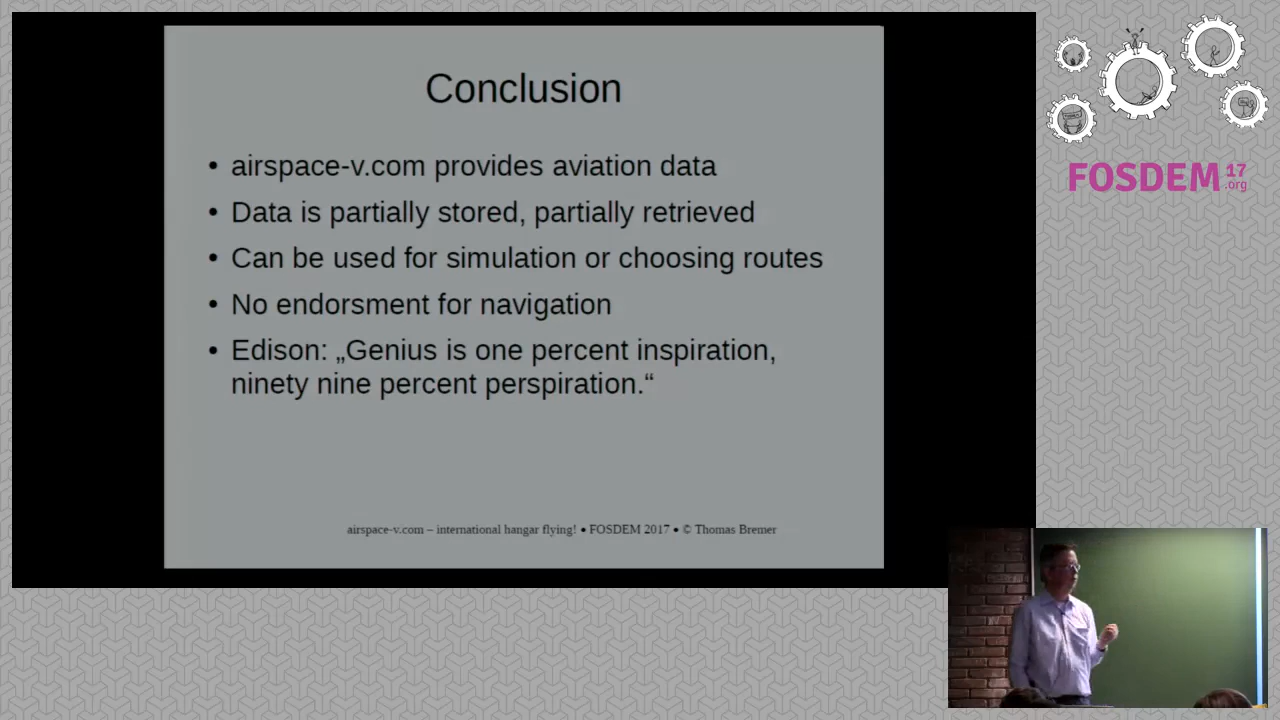 Conclusion
• airspace-v.com provides aviation data
• Data is partially stored, partially retrieved
• Can be used for simulation or choosing routes
• No endorsment for navigation
• Edison: „Genius is one percent inspiration,
ninety nine percent perspiration.“
airspace-v.com – international hangar flying! • FOSDEM 2017 • © Thomas Bremer
FOSDEM 17
.org